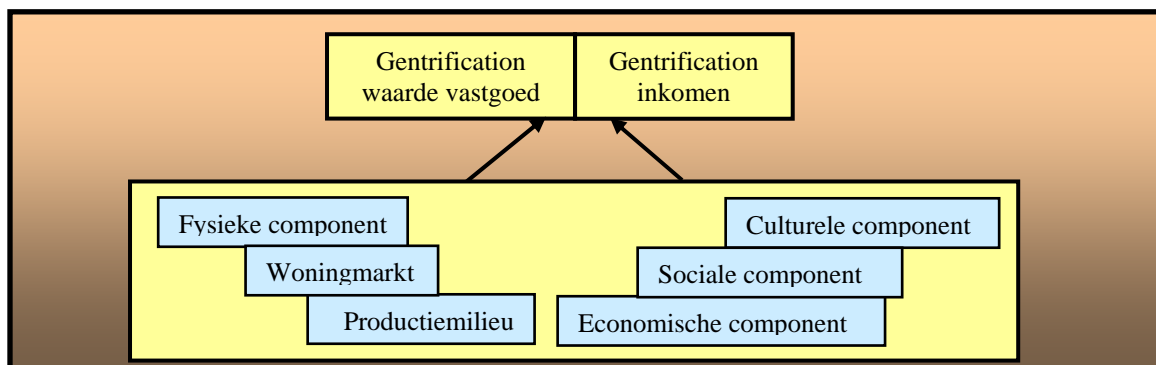 Gentrification
waarde vastgoed
Gentrification
inkomen
Fysieke component
Woningmarkt
Productiemilieu
Culturele component
Sociale component
Economische component